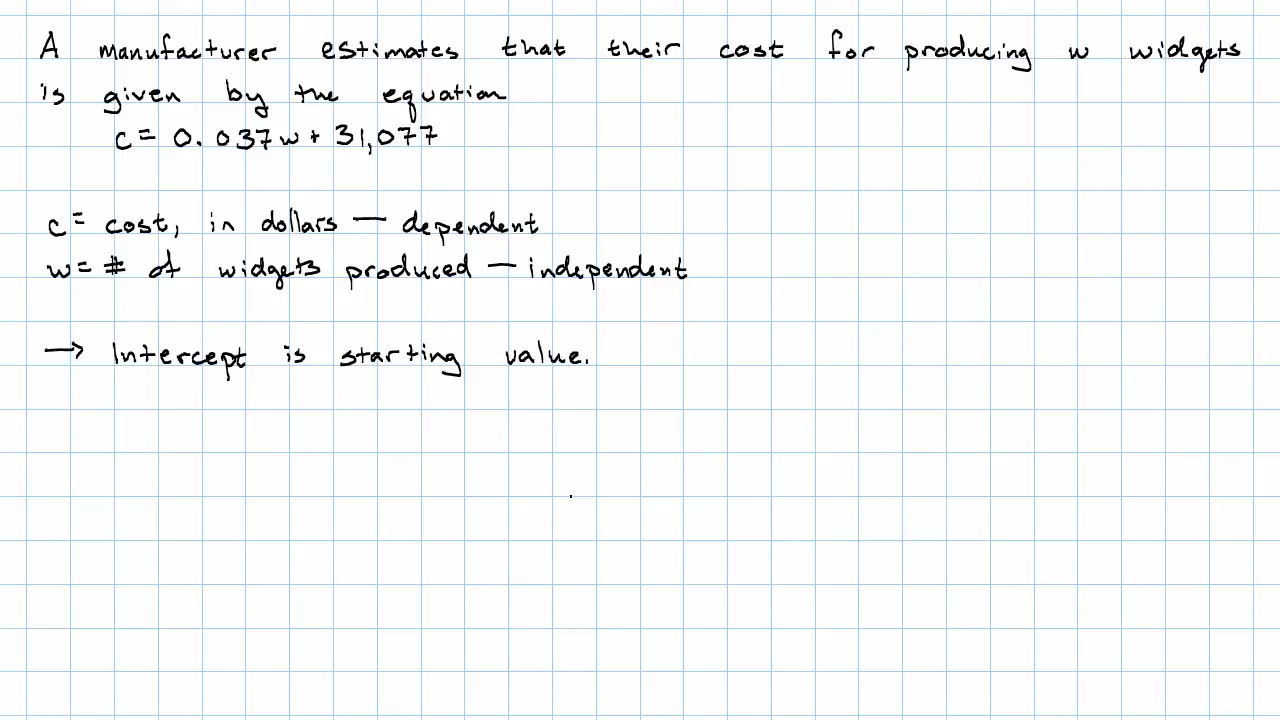 A manufacturer estimates that their cost for producing w widgets
is given by the equation
c = 0.037w + 31,077
c = cost, in dollars — dependent
w = # of widgets produced — independent
→ Intercept is starting value.